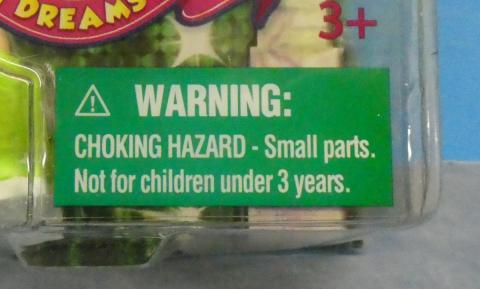 DREAMS
3+
WARNING:
CHOKING HAZARD - Small parts.
Not for children under 3 years.